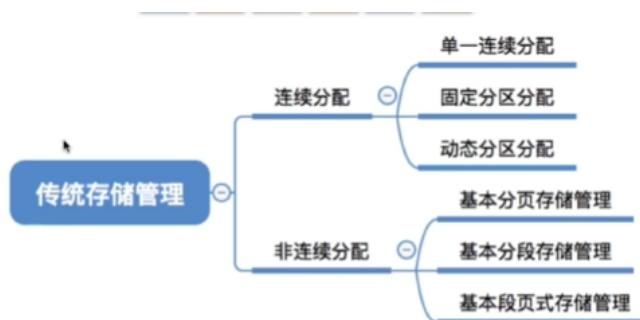 传统存储管理
连续分配
单一连续分配
固定分区分配
动态分区分配
非连续分配
基本分页存储管理
基本分段存储管理
基本段页式存储管理